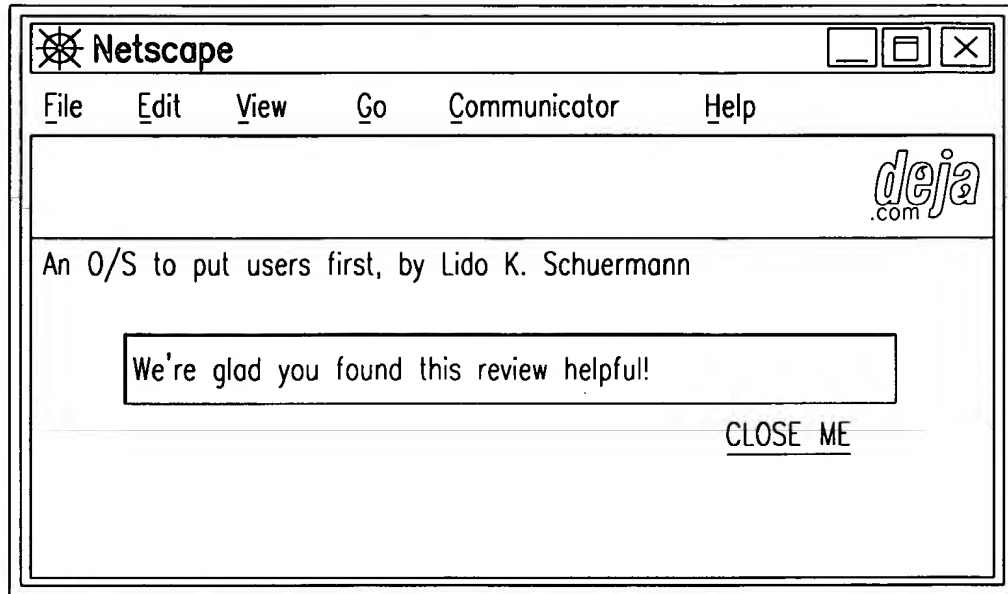 Netscape
File Edit View Go Communicator Help
deja
.com
An O/S to put users first, by Lido K. Schuermann
We're glad you found this review helpful!
CLOSE ME